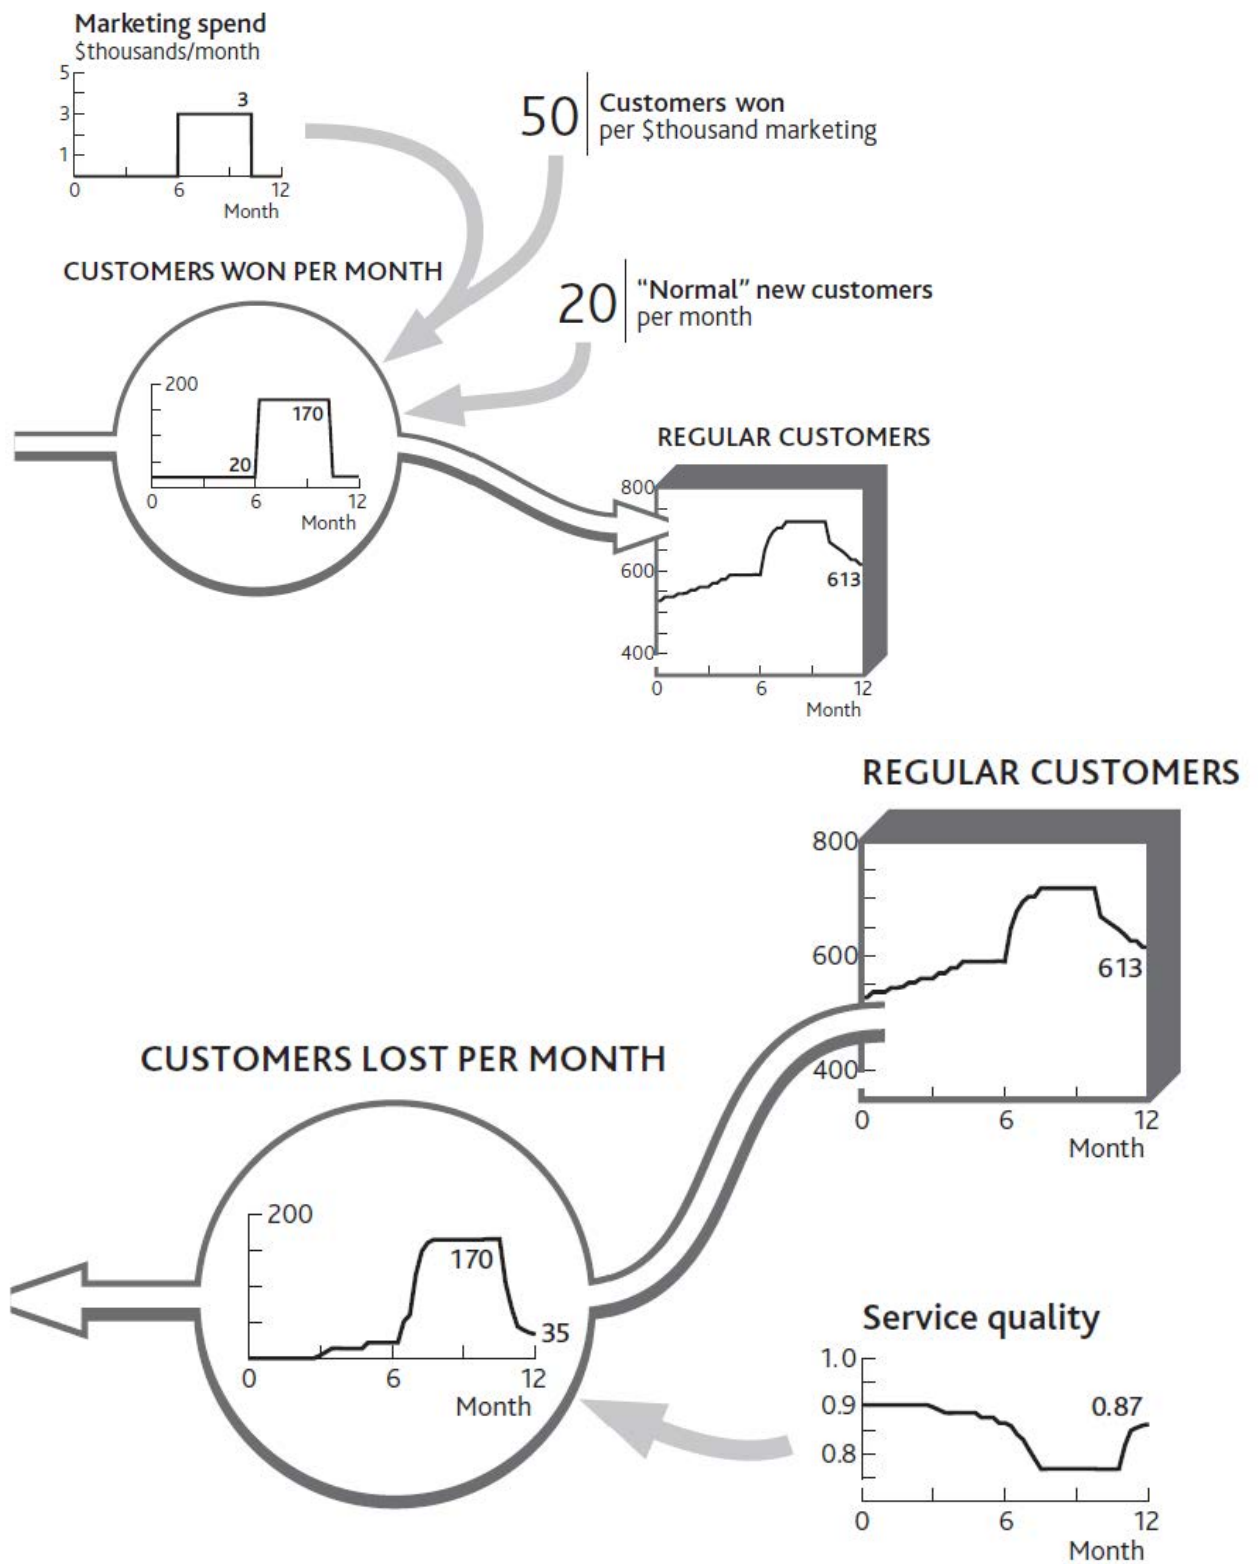 Marketing spend
$thousands/month
5
3
3
1
0 6 12
Month
50
Customers won
per $thousand marketing
CUSTOMERS WON PER MONTH
20
“Normal” new customers
per month
200
170
20
0 6 12
Month
REGULAR CUSTOMERS
800
600
613
400
0 6 12
Month
REGULAR CUSTOMERS
800
600
613
400
0 6 12
Month
CUSTOMERS LOST PER MONTH
200
170
35
0 6 12
Month
Service quality
1.0
0.9
0.87
0.8
0 6 12
Month